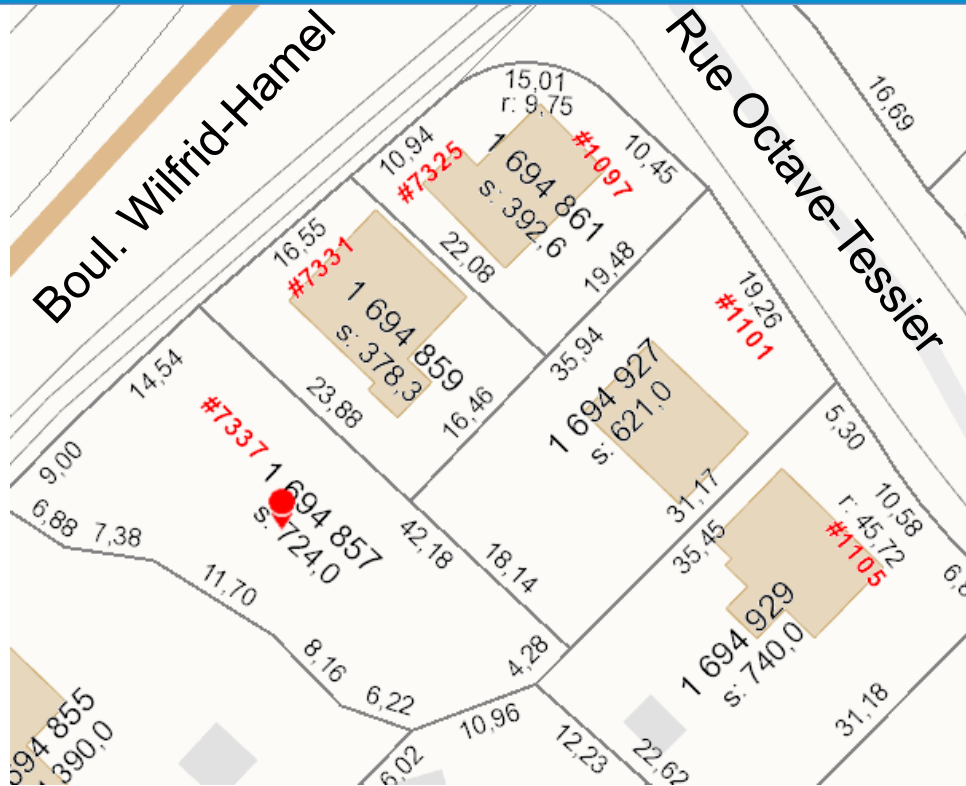 Boul. Wilfrid-Hamel
Rue Octave-Tessier
15,01
r: 9,75
16,69
10,94
#7325
#1097
10,45
1 694 861
s: 392,6
16,55
#7331
22,08
19,48
19,26
#1101
1 694 859
s: 378,3
14,54
23,88
16,46
35,94
1 694 927
s: 621,0
#7337
9,00
5,30
31,17
1 694 857
s: 724,0
6,88
7,38
42,18
18,14
35,45
10,58
r: 45,72
#1105
11,70
1 694 929
s: 740,0
8,16
4,28
6,22
10,96
12,23
22,62
31,18
694 855
390,0
6,02